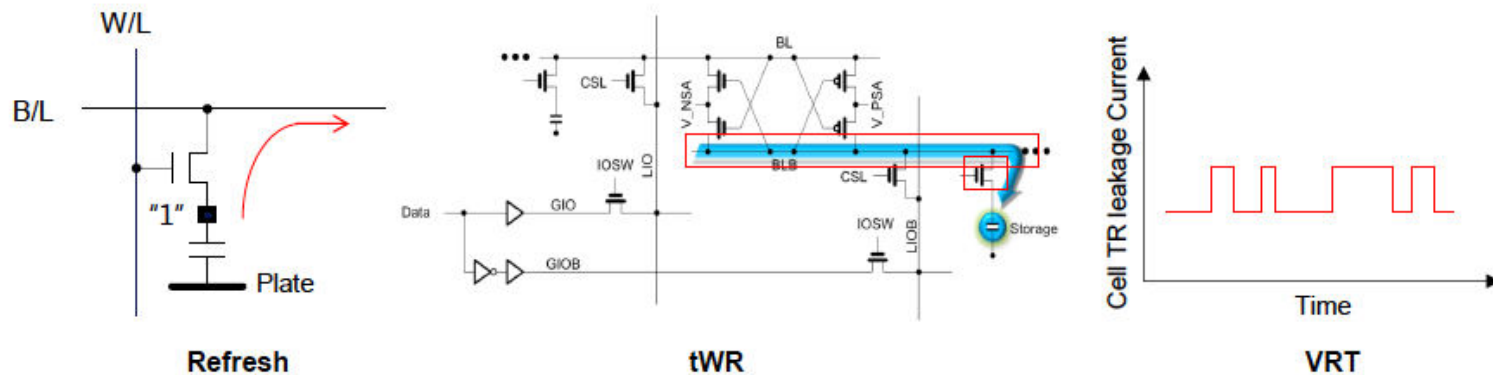 W/L
B/L
"1"
Plate
Refresh
BL
CSL
V_NSA
V_PSA
LIO
IOSW
BLB
CSL
Data
GIO
IOSW
LIOB
Storage
GIOB
tWR
Cell TR leakage Current
Time
VRT